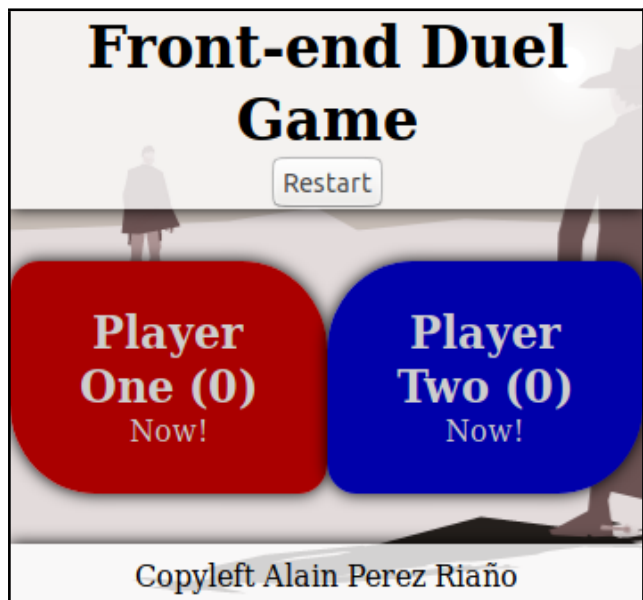 Front-end Duel
Game
Restart
Player
One (0)
Now!
Player
Two (0)
Now!
Copyleft Alain Perez Riaño